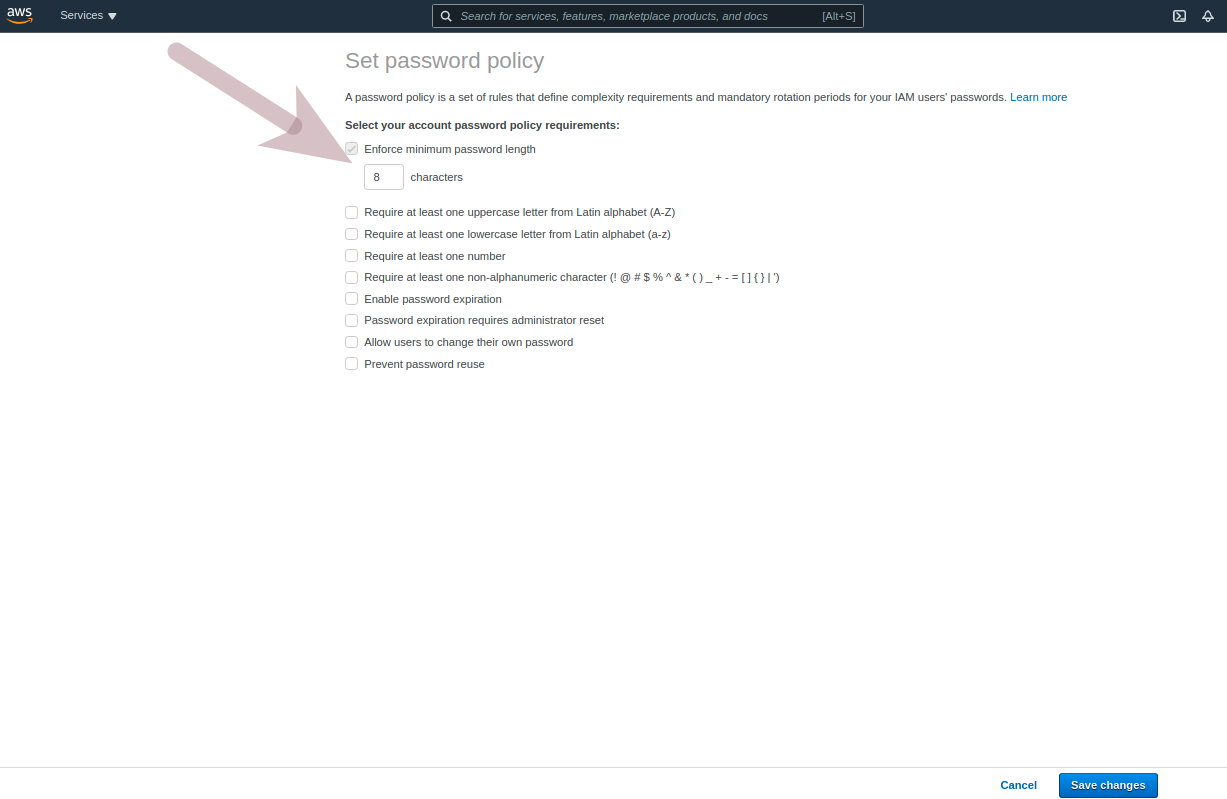 aws Services Search for services, features, marketplace products, and docs [Alt+S]
Set password policy
A password policy is a set of rules that define complexity requirements and mandatory rotation periods for your IAM users' passwords. Learn more
Select your account password policy requirements:
Enforce minimum password length
8 characters
Require at least one uppercase letter from Latin alphabet (A-Z)
Require at least one lowercase letter from Latin alphabet (a-z)
Require at least one number
Require at least one non-alphanumeric character (! @ # $ % ^ & * ( ) _ + - = [ ] { } | ')
Enable password expiration
Password expiration requires administrator reset
Allow users to change their own password
Prevent password reuse
Cancel Save changes